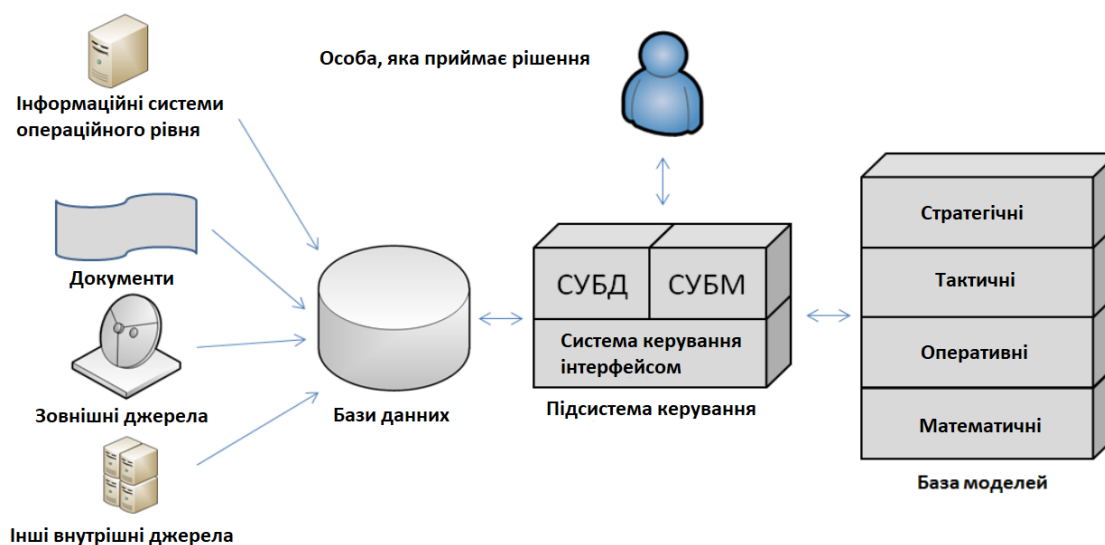 Особа, яка приймає рішення
Інформаційні системи
операційного рівня
Документи
Зовнішні джерела
Інші внутрішні джерела
Бази данних
СУБД
СУБМ
Система керування
інтерфейсом
Підсистема керування
Стратегічні
Тактичні
Оперативні
Математичні
База моделей